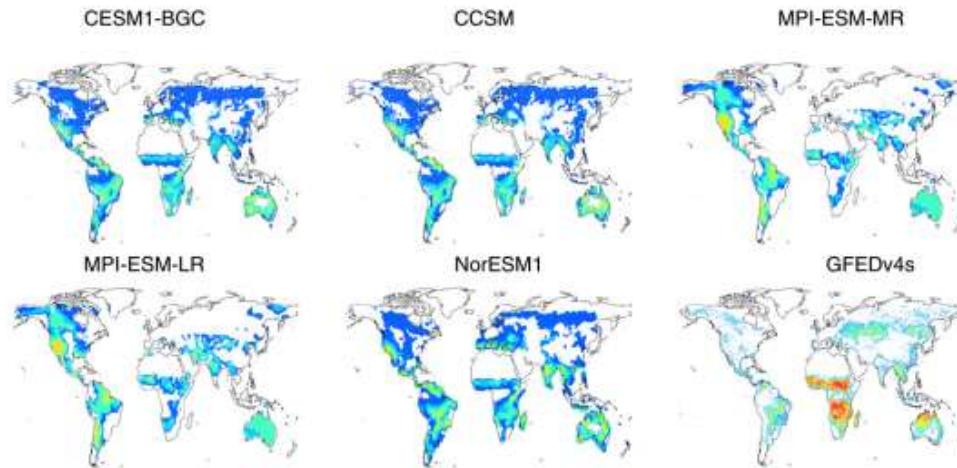 CESM1-BGC
CCSM
MPI-ESM-MR
MPI-ESM-LR
NorESM1
GFEDv4s